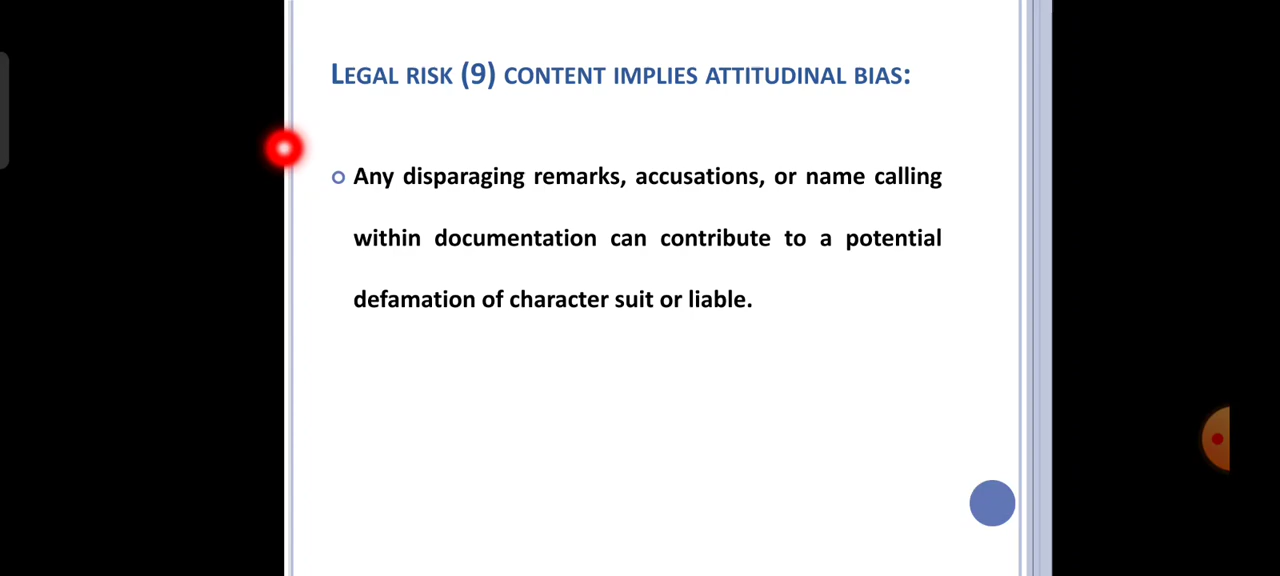 LEGAL RISK (9) CONTENT IMPLIES ATTITUDINAL BIAS:
Any disparaging remarks, accusations, or name calling
within documentation can contribute to a potential
defamation of character suit or liable.